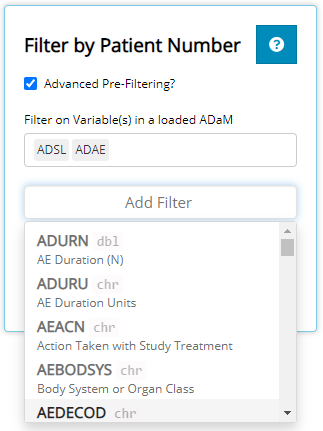 Filter by Patient Number
?
Advanced Pre-Filtering?
Filter on Variable(s) in a loaded ADaM
ADSL ADAE
Add Filter
ADURN dbl
AE Duration (N)
ADURU chr
AE Duration Units
AEACN chr
Action Taken with Study Treatment
AEBODSYS chr
Body System or Organ Class
AEDECOD chr